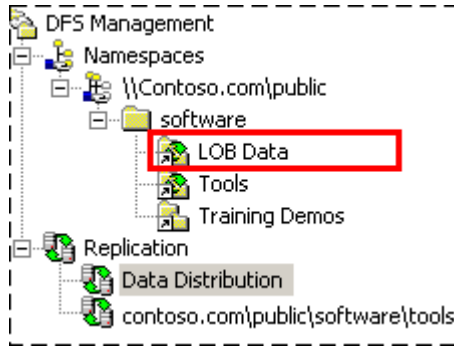 DFS Management
Namespaces
\\Contoso.com\public
software
LOB Data
Tools
Training Demos
Replication
Data Distribution
contoso.com\public\software\tools